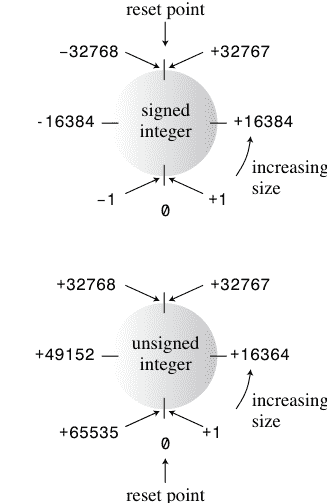 reset point
−32768 +32767
signed
integer
-16384 +16384
increasing
size
−1 +1
0
+32768 +32767
unsigned
integer
+49152 +16364
increasing
size
+65535 +1
0
reset point